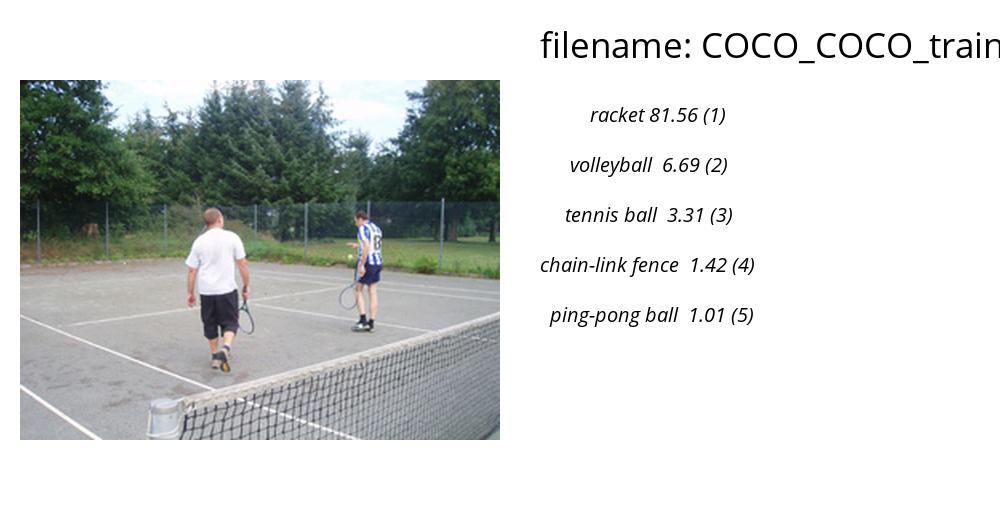 filename: COCO_COCO_train
racket 81.56 (1)
volleyball 6.69 (2)
tennis ball 3.31 (3)
chain-link fence 1.42 (4)
ping-pong ball 1.01 (5)